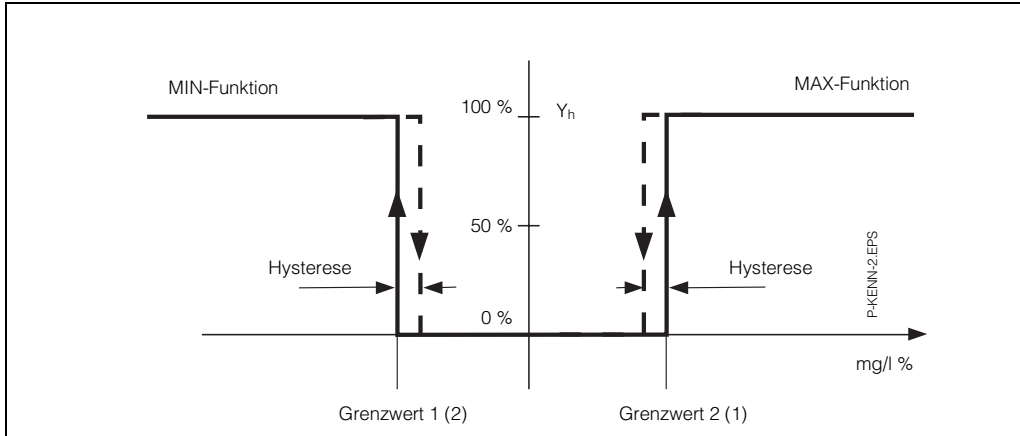 MIN-Funktion
MAX-Funktion
100 %
Yh
50 %
Hysterese
Hysterese
P-KENN-2.EPS
0 %
mg/l %
Grenzwert 1 (2)
Grenzwert 2 (1)